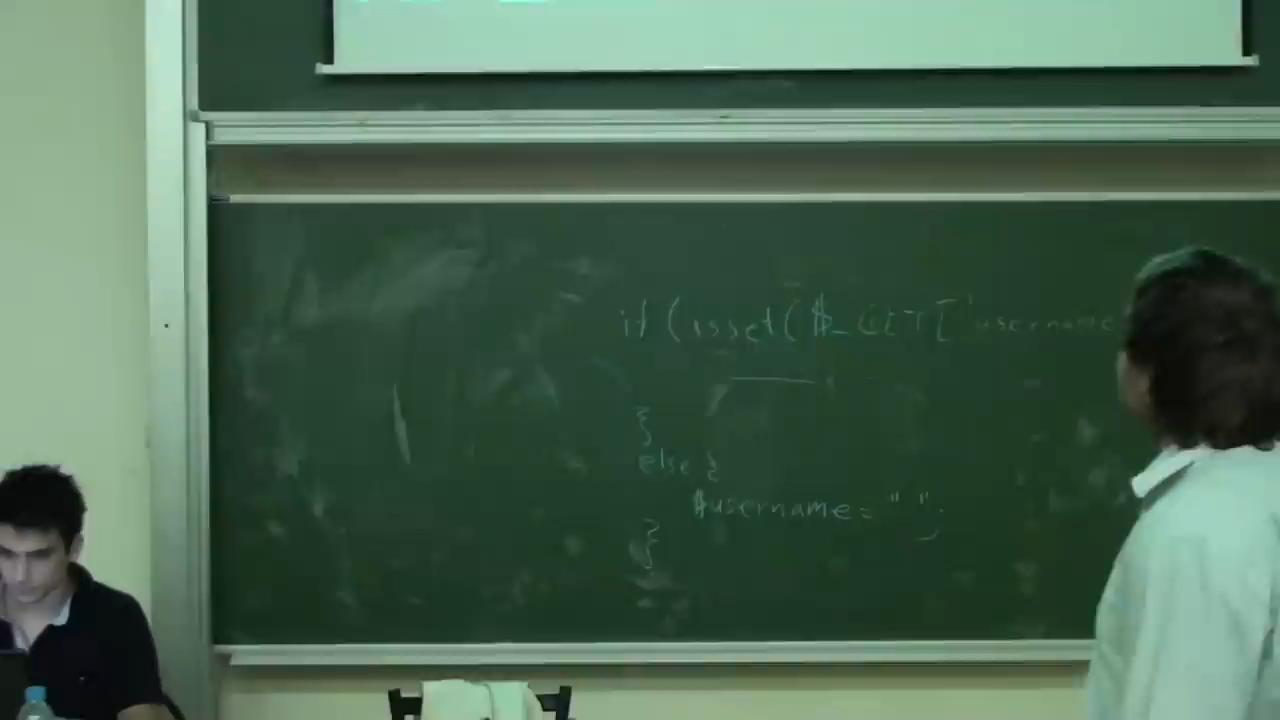 if (isset($_GET['username
}
else {
$username = " ";
}